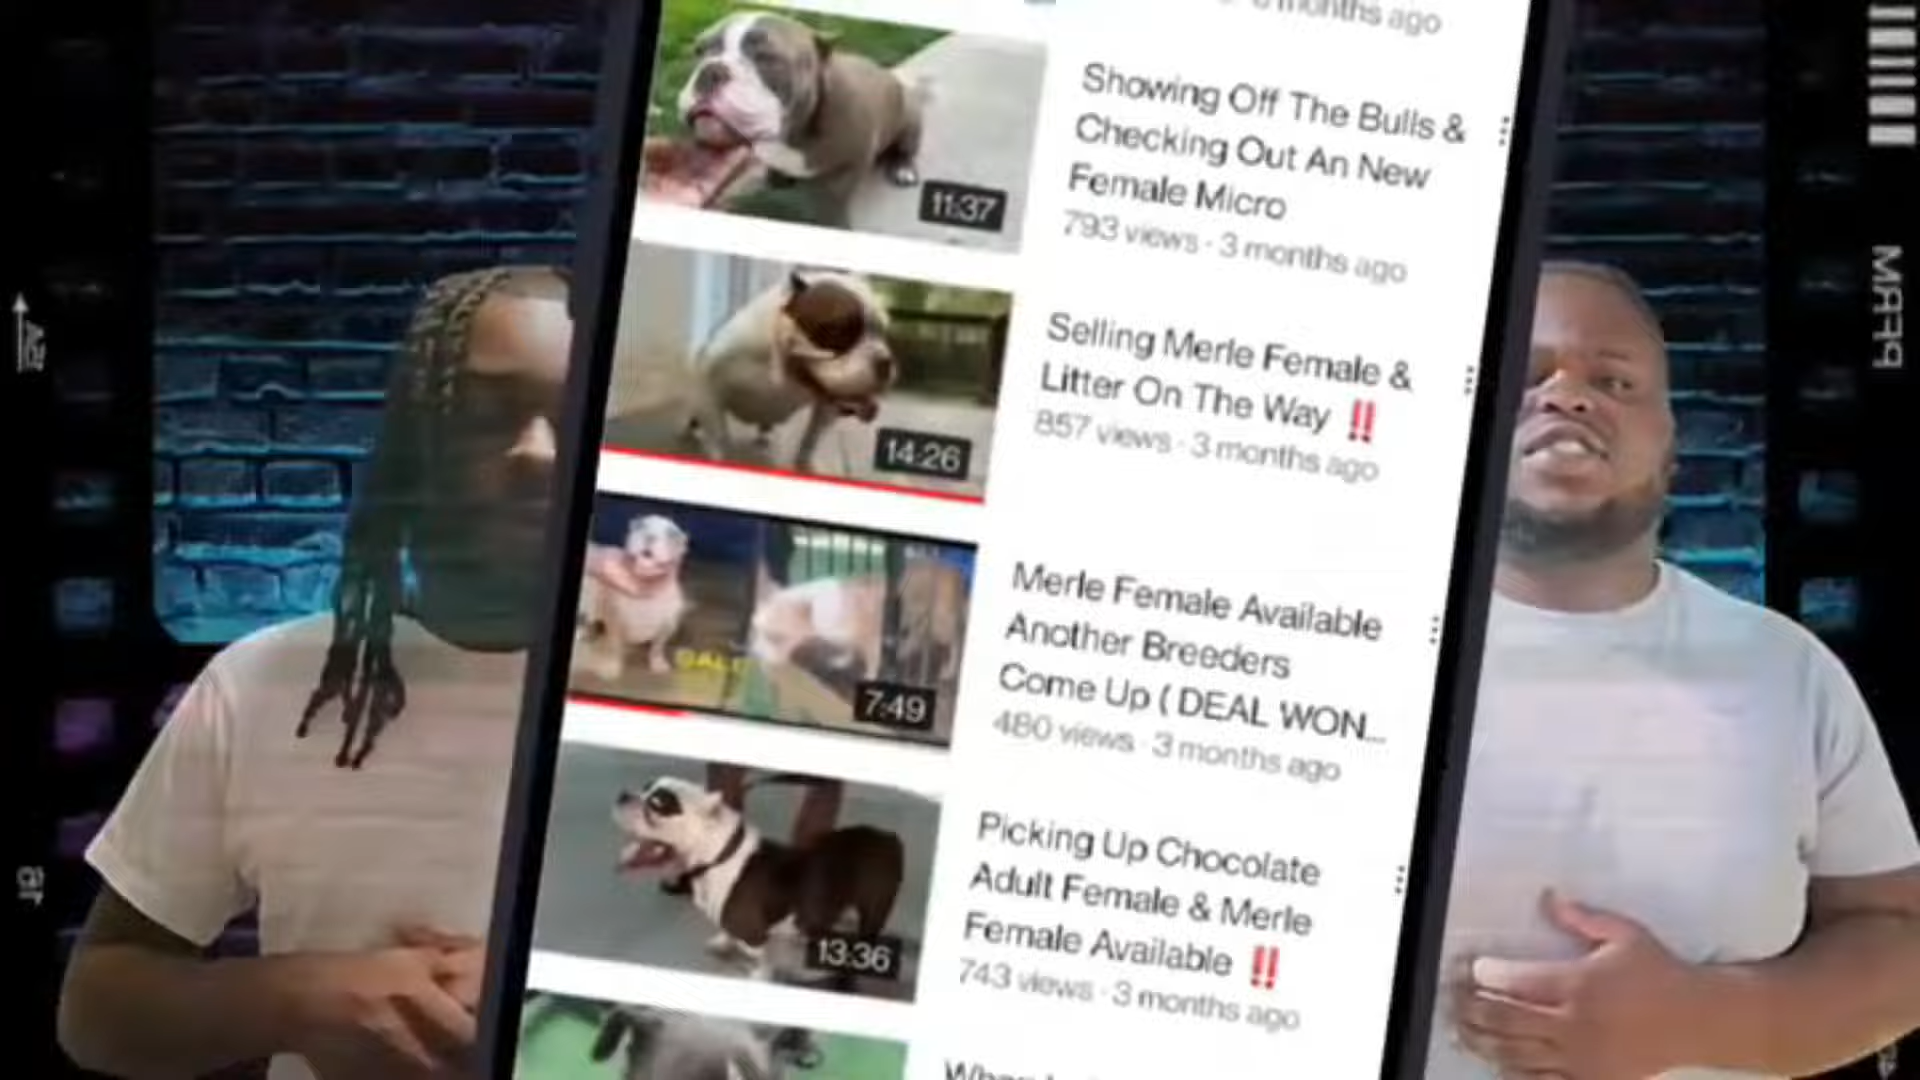 months ago
Showing Off The Bulls &
Checking Out An New
Female Micro
793 views · 3 months ago
11:37
Selling Merle Female &
Litter On The Way ‼
857 views · 3 months ago
14:26
Merle Female Available
Another Breeders
Come Up ( DEAL WON...
480 views · 3 months ago
7:49
Picking Up Chocolate
Adult Female & Merle
Female Available ‼
743 views · 3 months ago
13:36